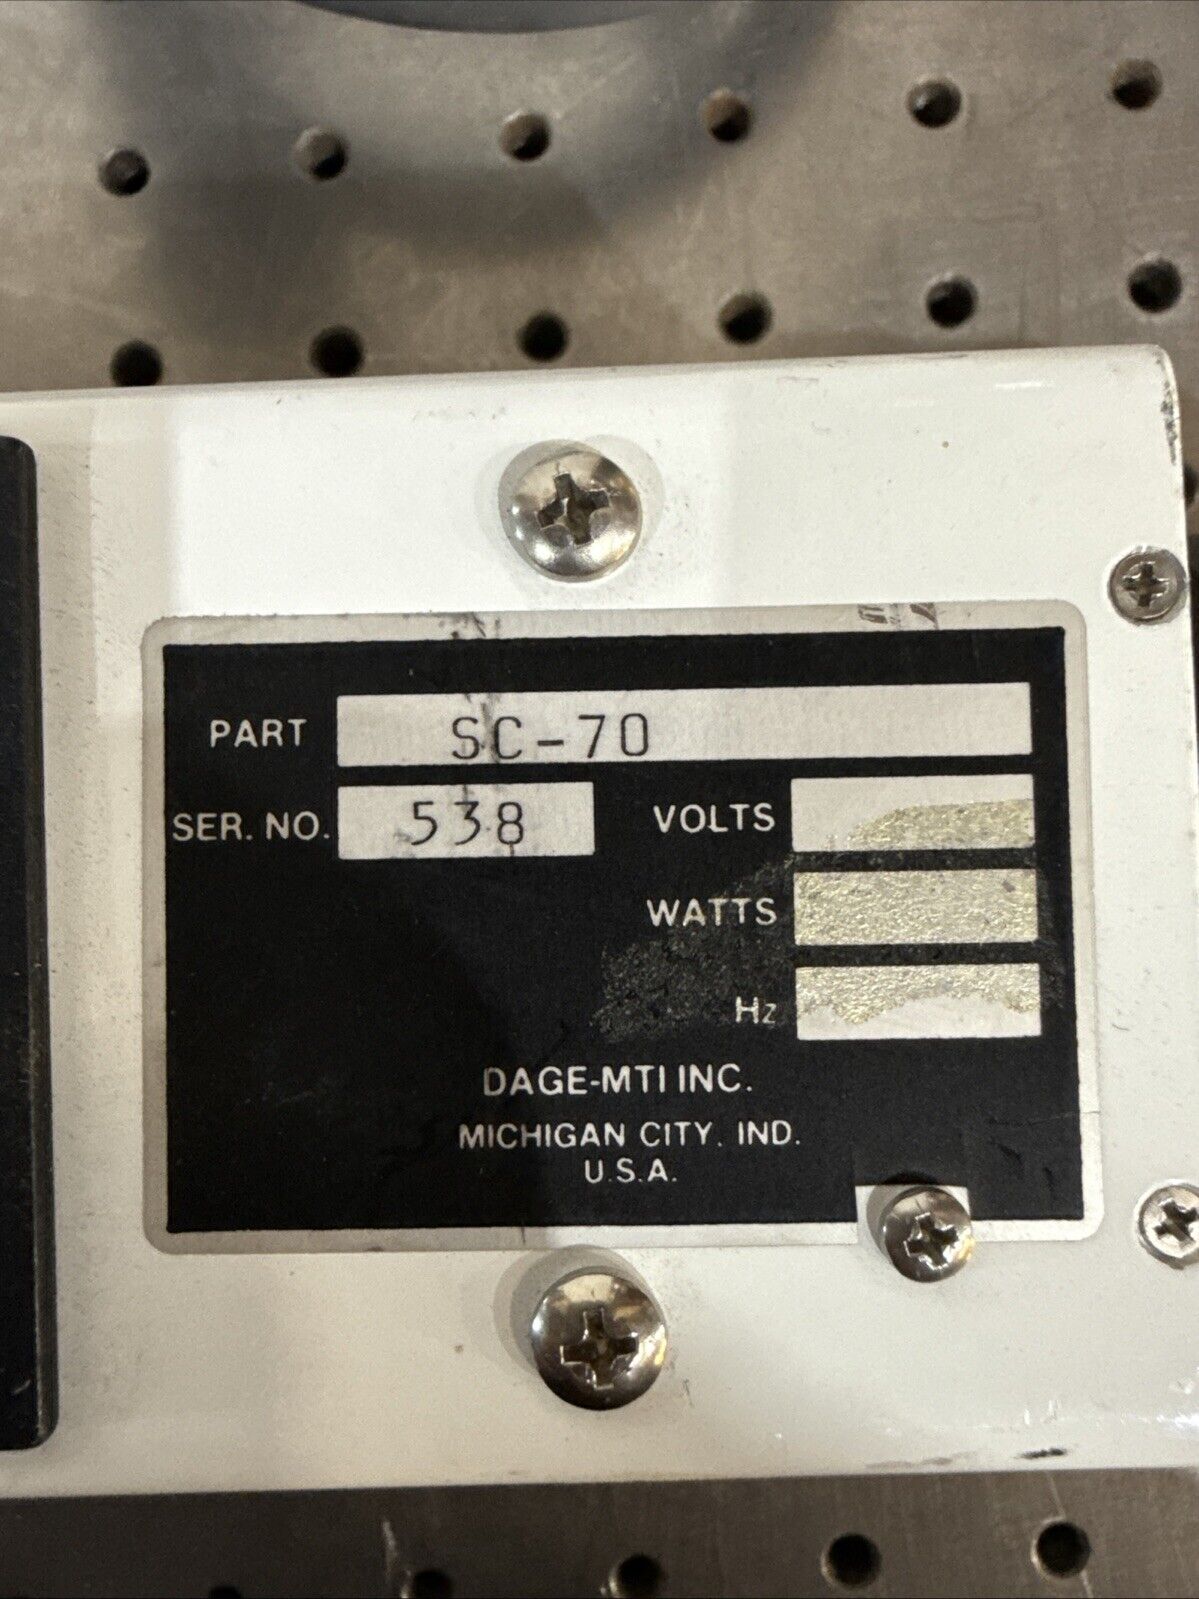 PART SC-70
SER. NO. 538 VOLTS
WATTS
Hz
DAGE-MTI INC.
MICHIGAN CITY, IND.
U.S.A.